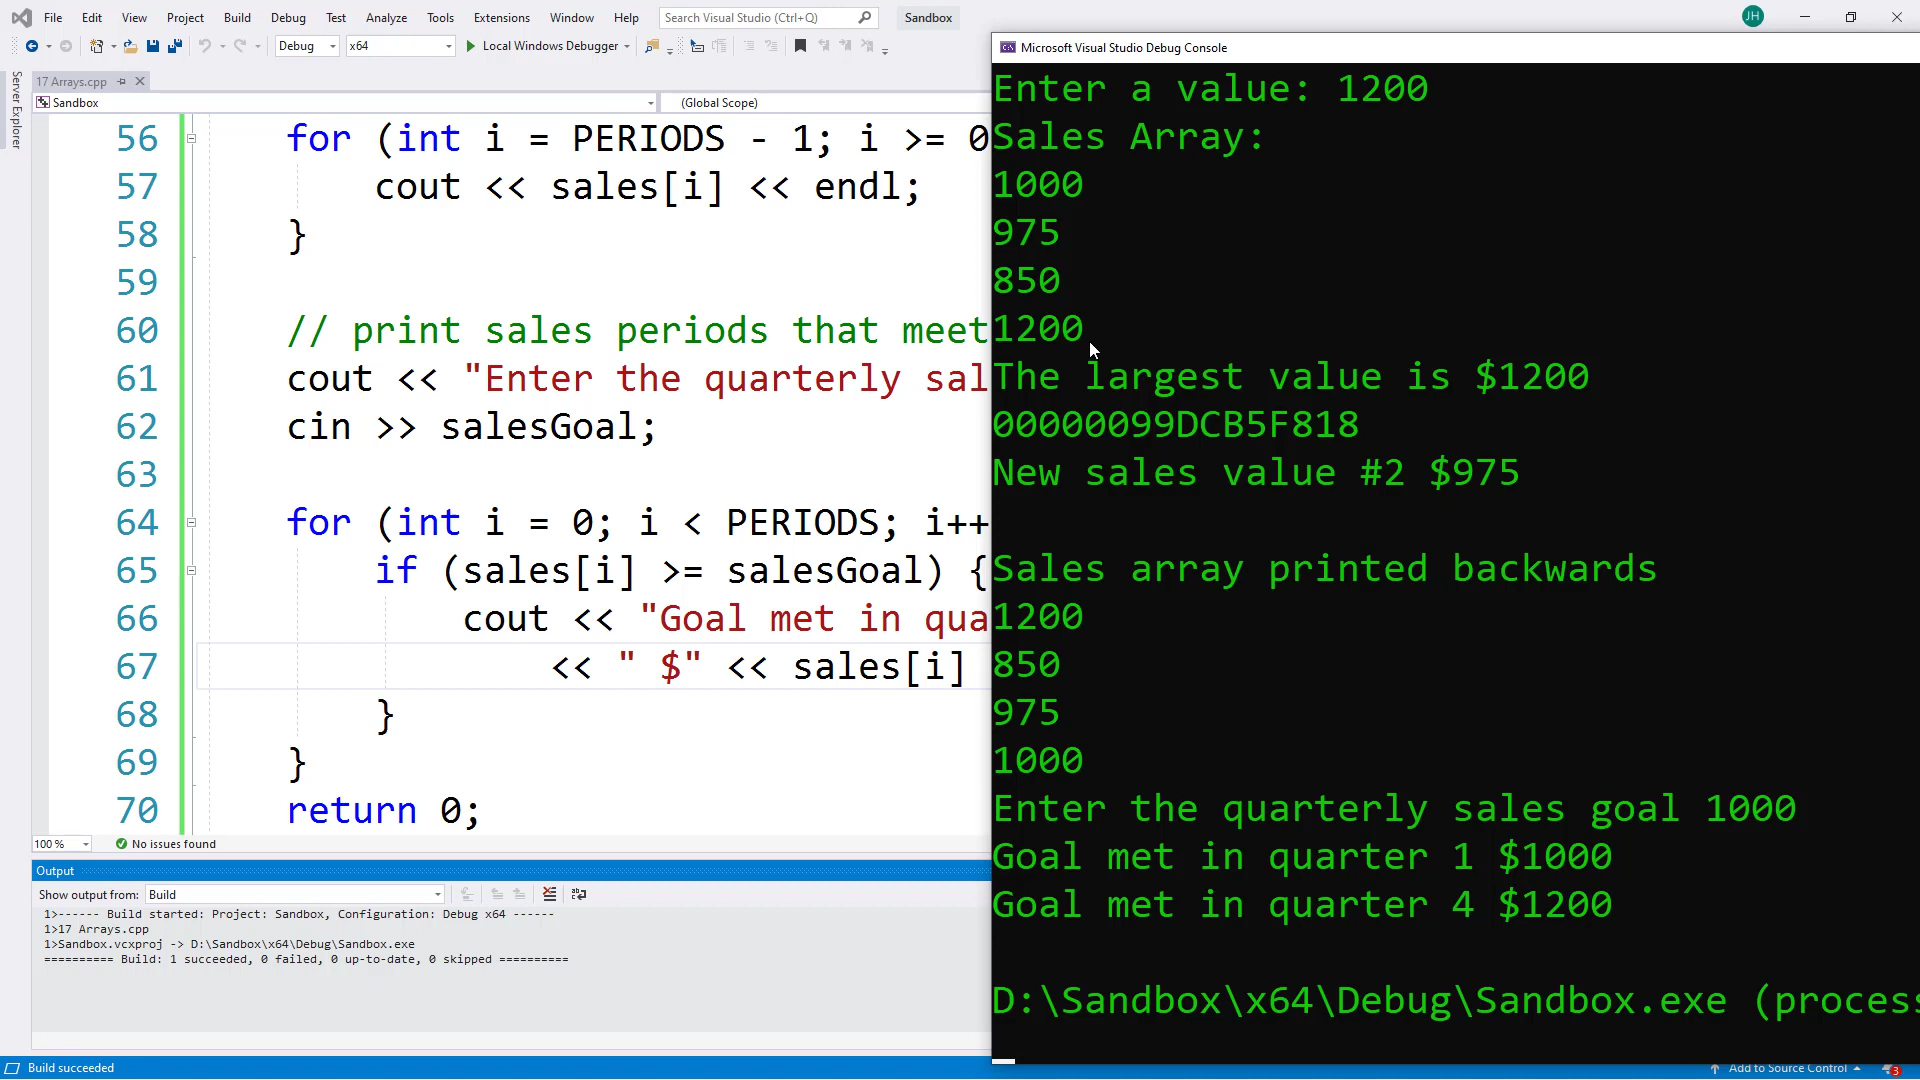 File Edit View Project Build Debug Test Analyze Tools Extensions Window Help Search Visual Studio (Ctrl+Q) Sandbox JH
Debug x64 Local Windows Debugger
Server Explorer
17 Arrays.cpp
Sandbox (Global Scope)
56 for (int i = PERIODS - 1; i >= 0
57 cout << sales[i] << endl;
58 }
59
60 // print sales periods that meet
61 cout << "Enter the quarterly sal
62 cin >> salesGoal;
63
64 for (int i = 0; i < PERIODS; i++
65 if (sales[i] >= salesGoal) {
66 cout << "Goal met in qua
67 << " $" << sales[i]
68 }
69 }
70 return 0;
100 % No issues found
Output
Show output from: Build
1>------ Build started: Project: Sandbox, Configuration: Debug x64 ------
1>17 Arrays.cpp
1>Sandbox.vcxproj -> D:\Sandbox\x64\Debug\Sandbox.exe
========== Build: 1 succeeded, 0 failed, 0 up-to-date, 0 skipped ==========
Build succeeded
Microsoft Visual Studio Debug Console
Enter a value: 1200
Sales Array:
1000
975
850
1200
The largest value is $1200
00000099DCB5F818
New sales value #2 $975
Sales array printed backwards
1200
850
975
1000
Enter the quarterly sales goal 1000
Goal met in quarter 1 $1000
Goal met in quarter 4 $1200
D:\Sandbox\x64\Debug\Sandbox.exe (process
Add to Source Control 3